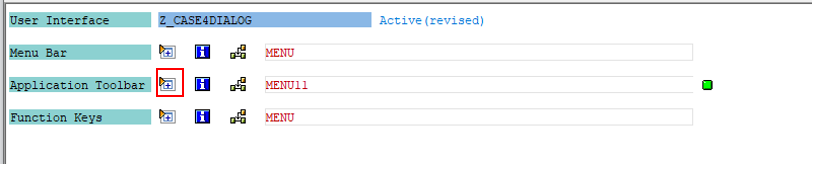 User Interface Z_CASE4DIALOG Active(revised)
Menu Bar MENU
Application Toolbar MENU11
Function Keys MENU